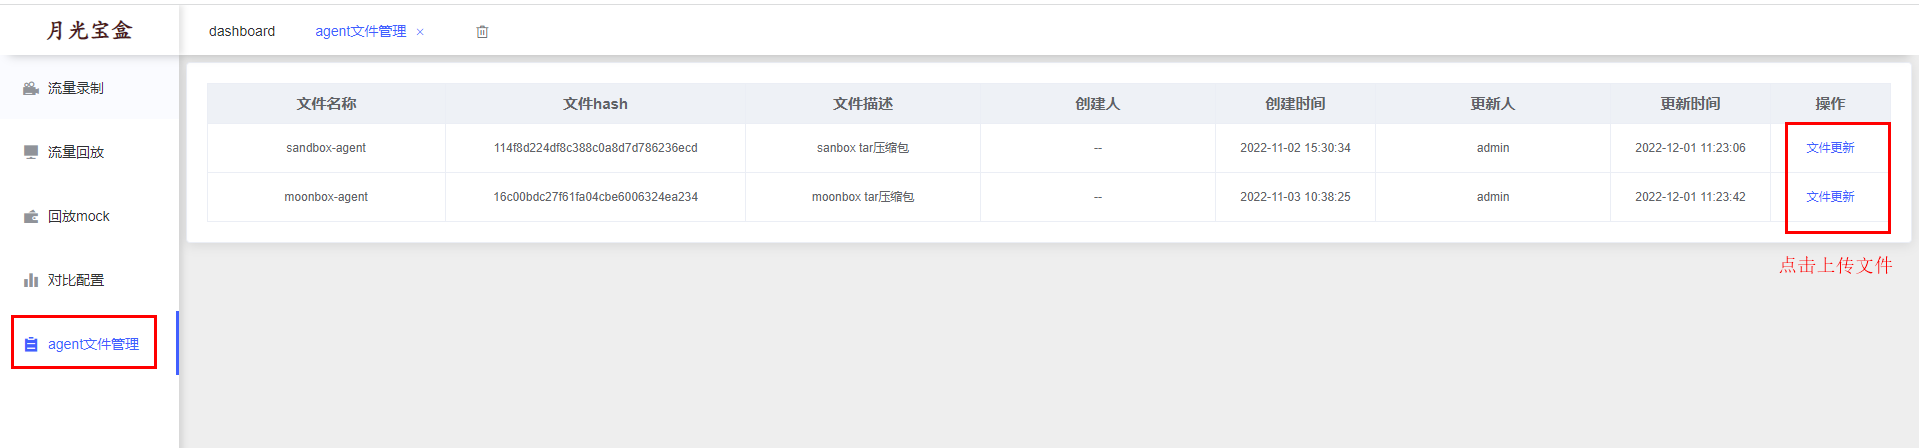 月光宝盒
dashboard agent文件管理 ×
流量录制
流量回放
回放mock
对比配置
agent文件管理
文件名称 文件hash 文件描述 创建人 创建时间 更新人 更新时间 操作
sandbox-agent 114f8d224df8c388c0a8d7d786236ecd sanbox tar压缩包 -- 2022-11-02 15:30:34 admin 2022-12-01 11:23:06 文件更新
moonbox-agent 16c00bdc27f61fa04cbe6006324ea234 moonbox tar压缩包 -- 2022-11-03 10:38:25 admin 2022-12-01 11:23:42 文件更新
点击上传文件